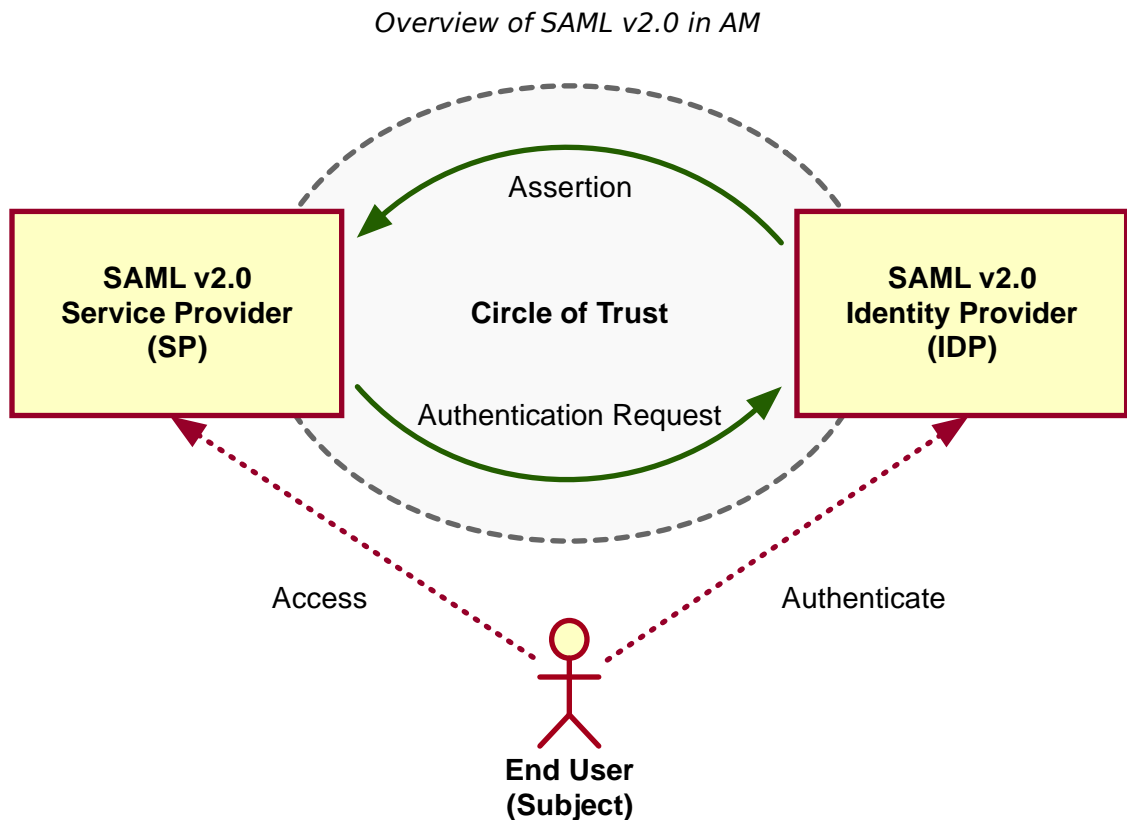 Overview of SAML v2.0 in AM
Assertion
SAML v2.0
Service Provider
(SP)
Circle of Trust
SAML v2.0
Identity Provider
(IDP)
Authentication Request
Access
Authenticate
End User
(Subject)